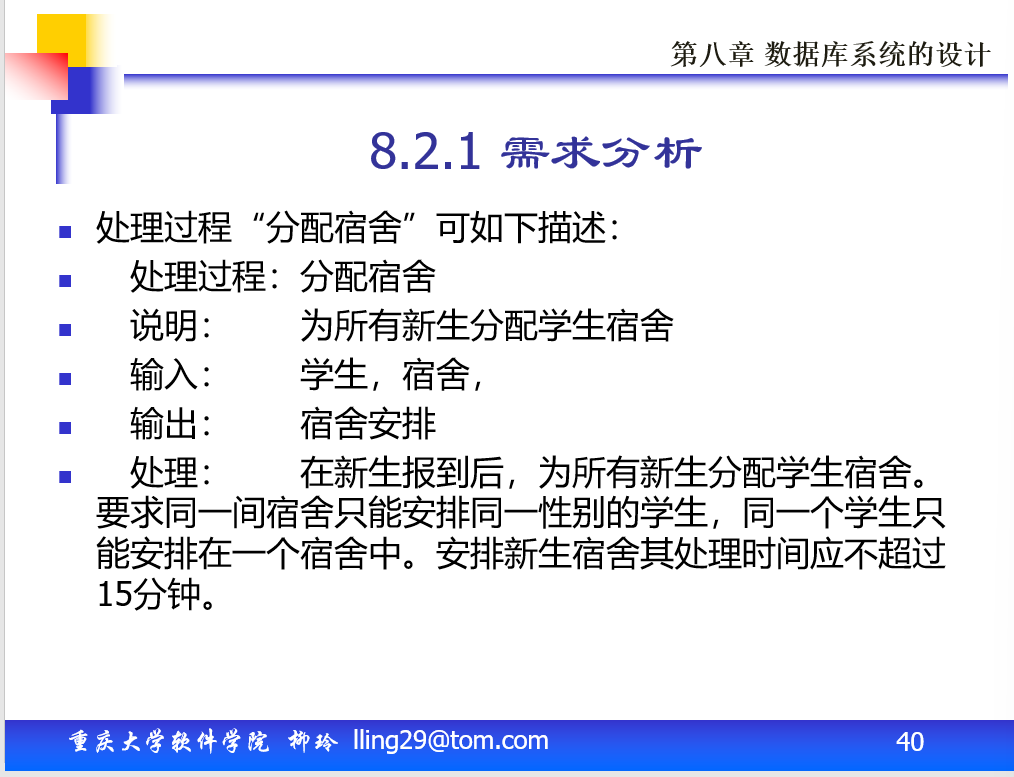 第八章 数据库系统的设计
8.2.1 需求分析
处理过程“分配宿舍”可如下描述：
处理过程：分配宿舍
说明： 为所有新生分配学生宿舍
输入： 学生，宿舍，
输出： 宿舍安排
处理： 在新生报到后，为所有新生分配学生宿舍。
要求同一间宿舍只能安排同一性别的学生，同一个学生只
能安排在一个宿舍中。安排新生宿舍其处理时间应不超过
15分钟。
重庆大学软件学院 柳玲 lling29@tom.com 40